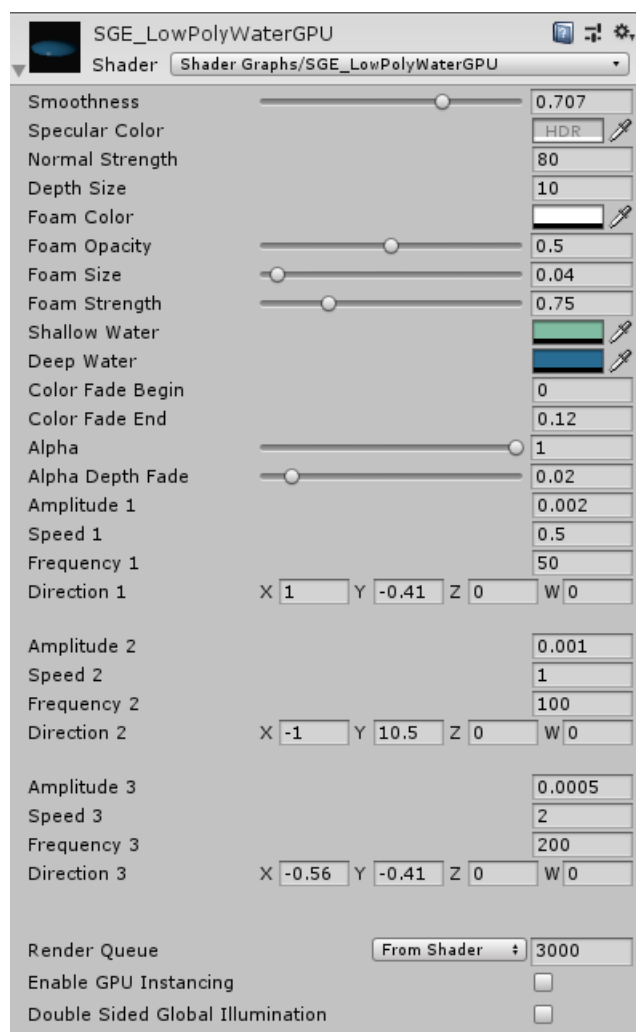 SGE_LowPolyWaterGPU
Shader Shader Graphs/SGE_LowPolyWaterGPU
Smoothness 0.707
Specular Color HDR
Normal Strength 80
Depth Size 10
Foam Color
Foam Opacity 0.5
Foam Size 0.04
Foam Strength 0.75
Shallow Water
Deep Water
Color Fade Begin 0
Color Fade End 0.12
Alpha 1
Alpha Depth Fade 0.02
Amplitude 1 0.002
Speed 1 0.5
Frequency 1 50
Direction 1 X 1 Y -0.41 Z 0 W 0
Amplitude 2 0.001
Speed 2 1
Frequency 2 100
Direction 2 X -1 Y 10.5 Z 0 W 0
Amplitude 3 0.0005
Speed 3 2
Frequency 3 200
Direction 3 X -0.56 Y -0.41 Z 0 W 0
Render Queue From Shader 3000
Enable GPU Instancing
Double Sided Global Illumination